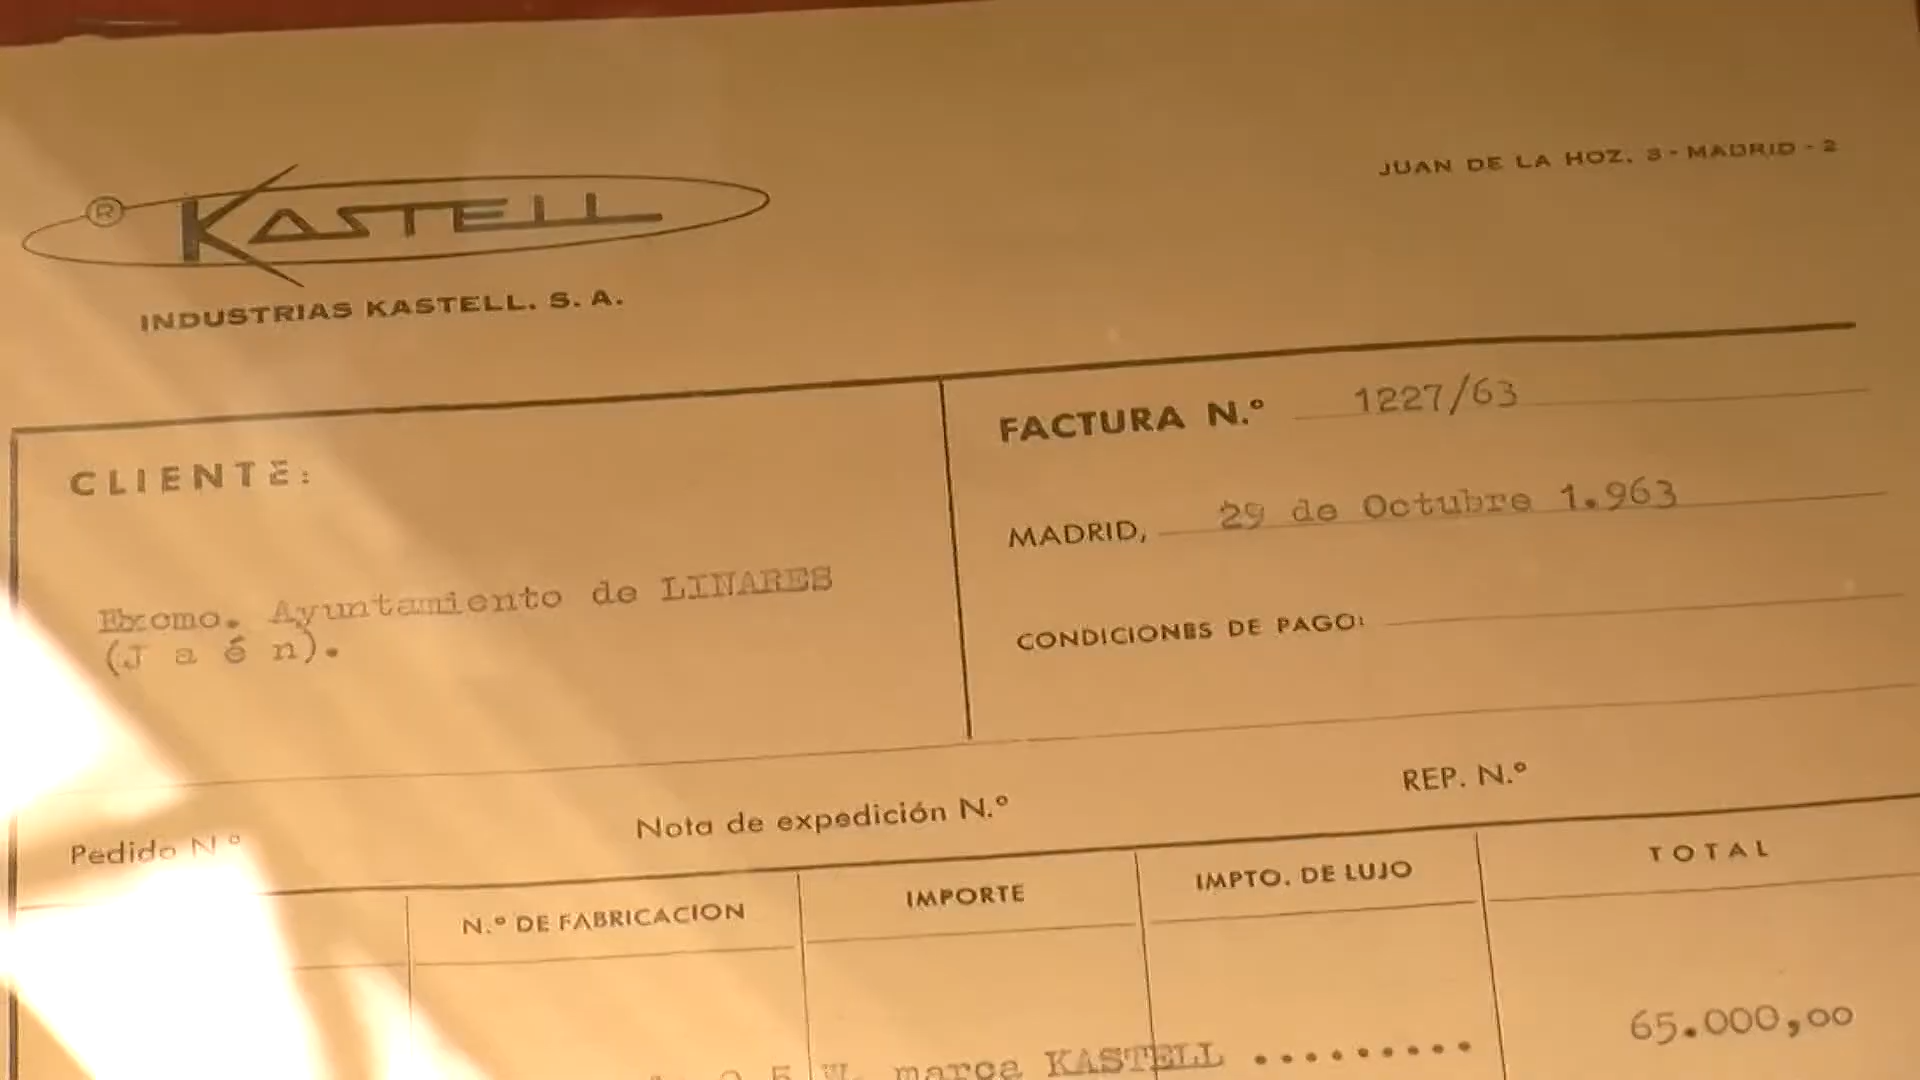 ® KASTELL
INDUSTRIAS KASTELL. S. A.
JUAN DE LA HOZ, 3 - MADRID - 2
CLIENTE:
Excmo. Ayuntamiento de LINARES
(J a é n).
FACTURA N.º 1227/63
MADRID, 29 de Octubre 1.963
CONDICIONES DE PAGO:
Pedido N º
Nota de expedición N.º
REP. N.º
N.º DE FABRICACION
IMPORTE
IMPTO. DE LUJO
TOTAL
marca KASTELL ......... 65.000,00